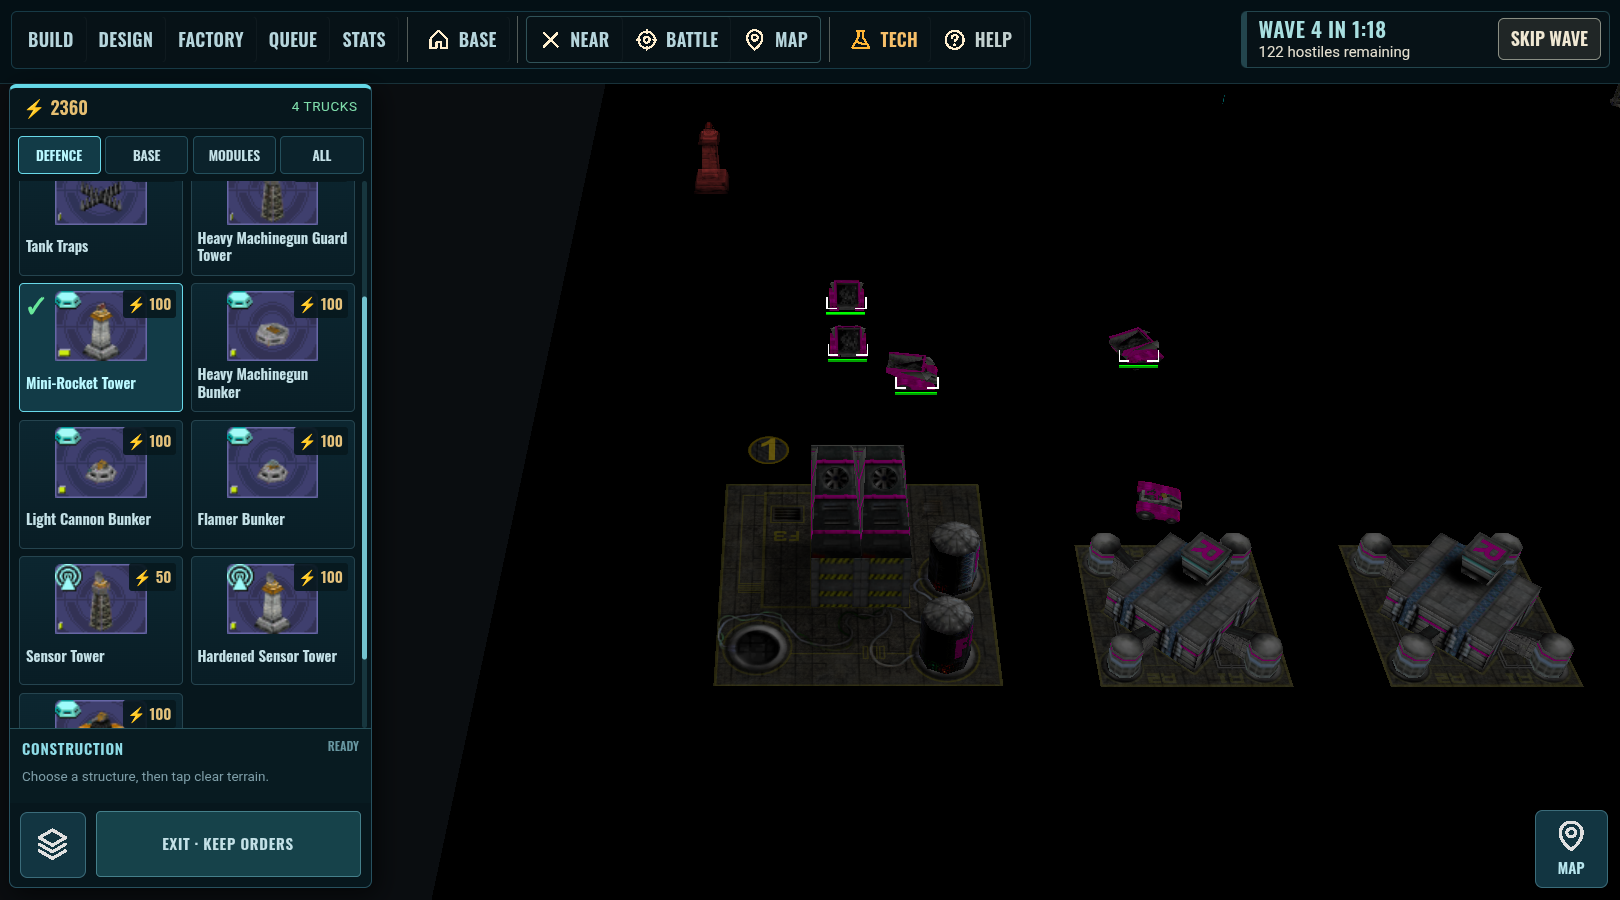 BUILD
DESIGN
FACTORY
QUEUE
STATS
BASE
NEAR
BATTLE
MAP
TECH
HELP
WAVE 4 IN 1:18
122 hostiles remaining
SKIP WAVE
2360
4 TRUCKS
DEFENCE
BASE
MODULES
ALL
Tank Traps
Heavy Machinegun Guard
Tower
100
Mini-Rocket Tower
100
Heavy Machinegun
Bunker
100
Light Cannon Bunker
100
Flamer Bunker
50
Sensor Tower
100
Hardened Sensor Tower
100
CONSTRUCTION
READY
Choose a structure, then tap clear terrain.
EXIT · KEEP ORDERS
1
MAP